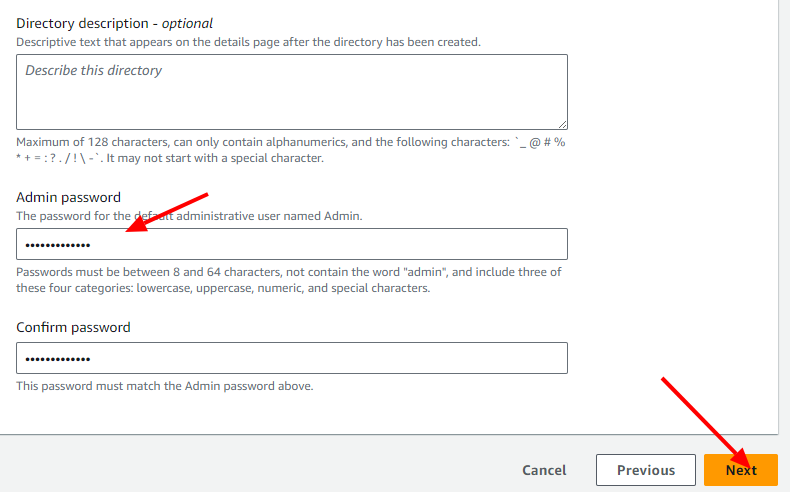 Directory description - optional
Descriptive text that appears on the details page after the directory has been created.
Describe this directory
Maximum of 128 characters, can only contain alphanumerics, and the following characters: `_ @ # %
* + = : ? . / ! \ -`. It may not start with a special character.
Admin password
The password for the default administrative user named Admin.
•••••••••••••
Passwords must be between 8 and 64 characters, not contain the word "admin", and include three of
these four categories: lowercase, uppercase, numeric, and special characters.
Confirm password
•••••••••••••
This password must match the Admin password above.
Cancel
Previous
Next